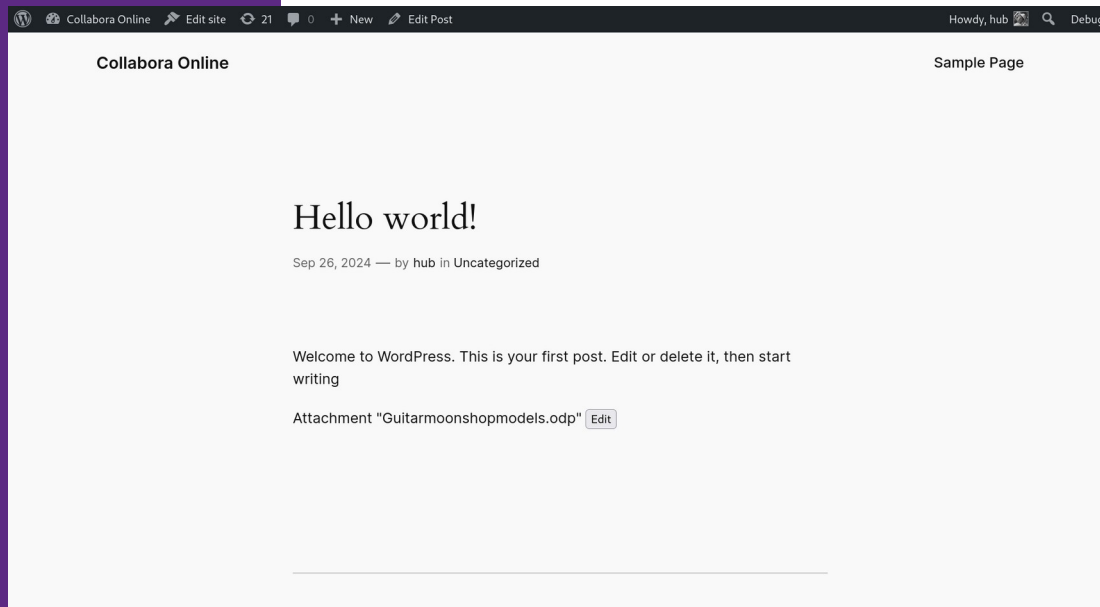 Collabora Online Edit site 21 0 New Edit Post Howdy, hub Debug
Collabora Online Sample Page
Hello world!
Sep 26, 2024 — by hub in Uncategorized
Welcome to WordPress. This is your first post. Edit or delete it, then start
writing
Attachment "Guitarmoonshopmodels.odp" Edit